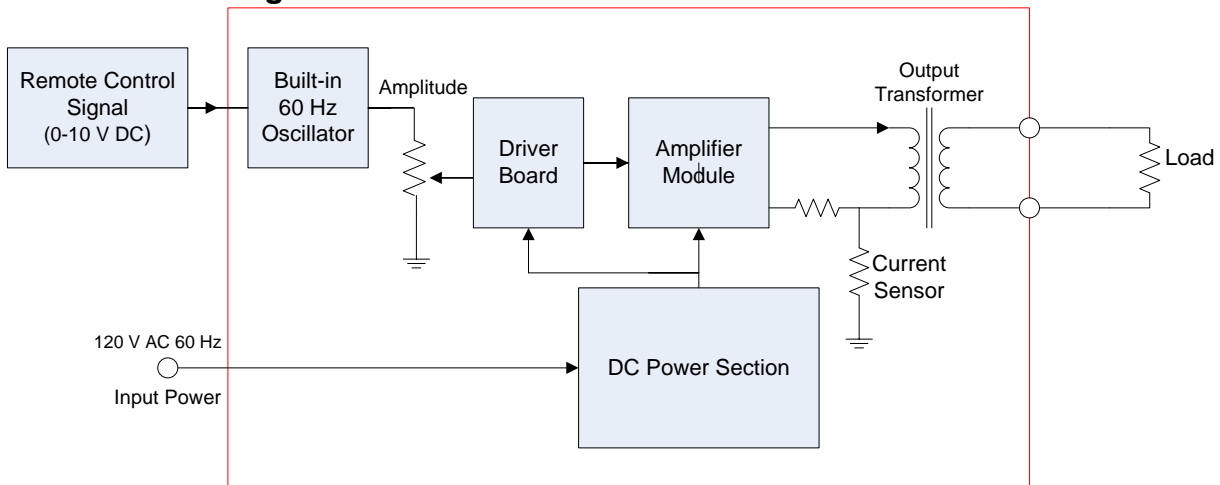 Remote Control
Signal
(0-10 V DC)
Built-in
60 Hz
Oscillator
Amplitude
Driver
Board
Amplifier
Module
Output
Transformer
Load
Current
Sensor
120 V AC 60 Hz
Input Power
DC Power Section